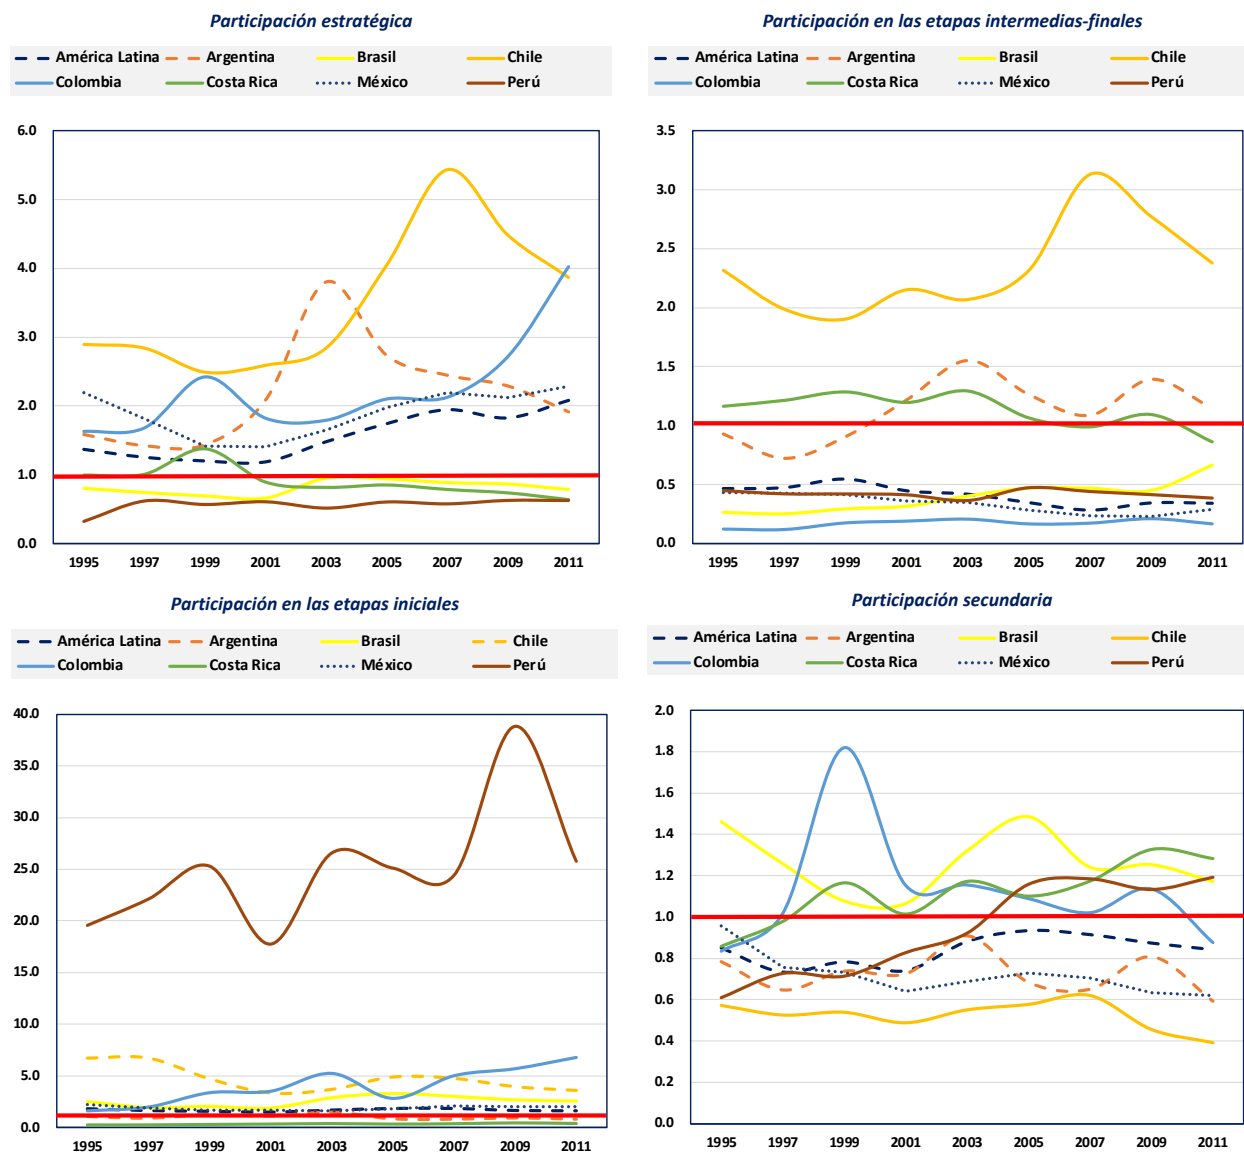 Participación estratégica
América Latina Argentina Brasil Chile
Colombia Costa Rica México Perú
6.0
5.0
4.0
3.0
2.0
1.0
0.0
1995 1997 1999 2001 2003 2005 2007 2009 2011
Participación en las etapas intermedias-finales
América Latina Argentina Brasil Chile
Colombia Costa Rica México Perú
3.5
3.0
2.5
2.0
1.5
1.0
0.5
0.0
1995 1997 1999 2001 2003 2005 2007 2009 2011
Participación en las etapas iniciales
América Latina Argentina Brasil Chile
Colombia Costa Rica México Perú
40.0
30.0
25.0
20.0
15.0
10.0
5.0
0.0
1995 1997 1999 2001 2003 2005 2007 2009 2011
Participación secundaria
América Latina Argentina Brasil Chile
Colombia Costa Rica México Perú
2.0
1.8
1.6
1.4
1.2
1.0
0.8
0.6
0.4
0.2
0.0
1995 1997 1999 2001 2003 2005 2007 2009 2011